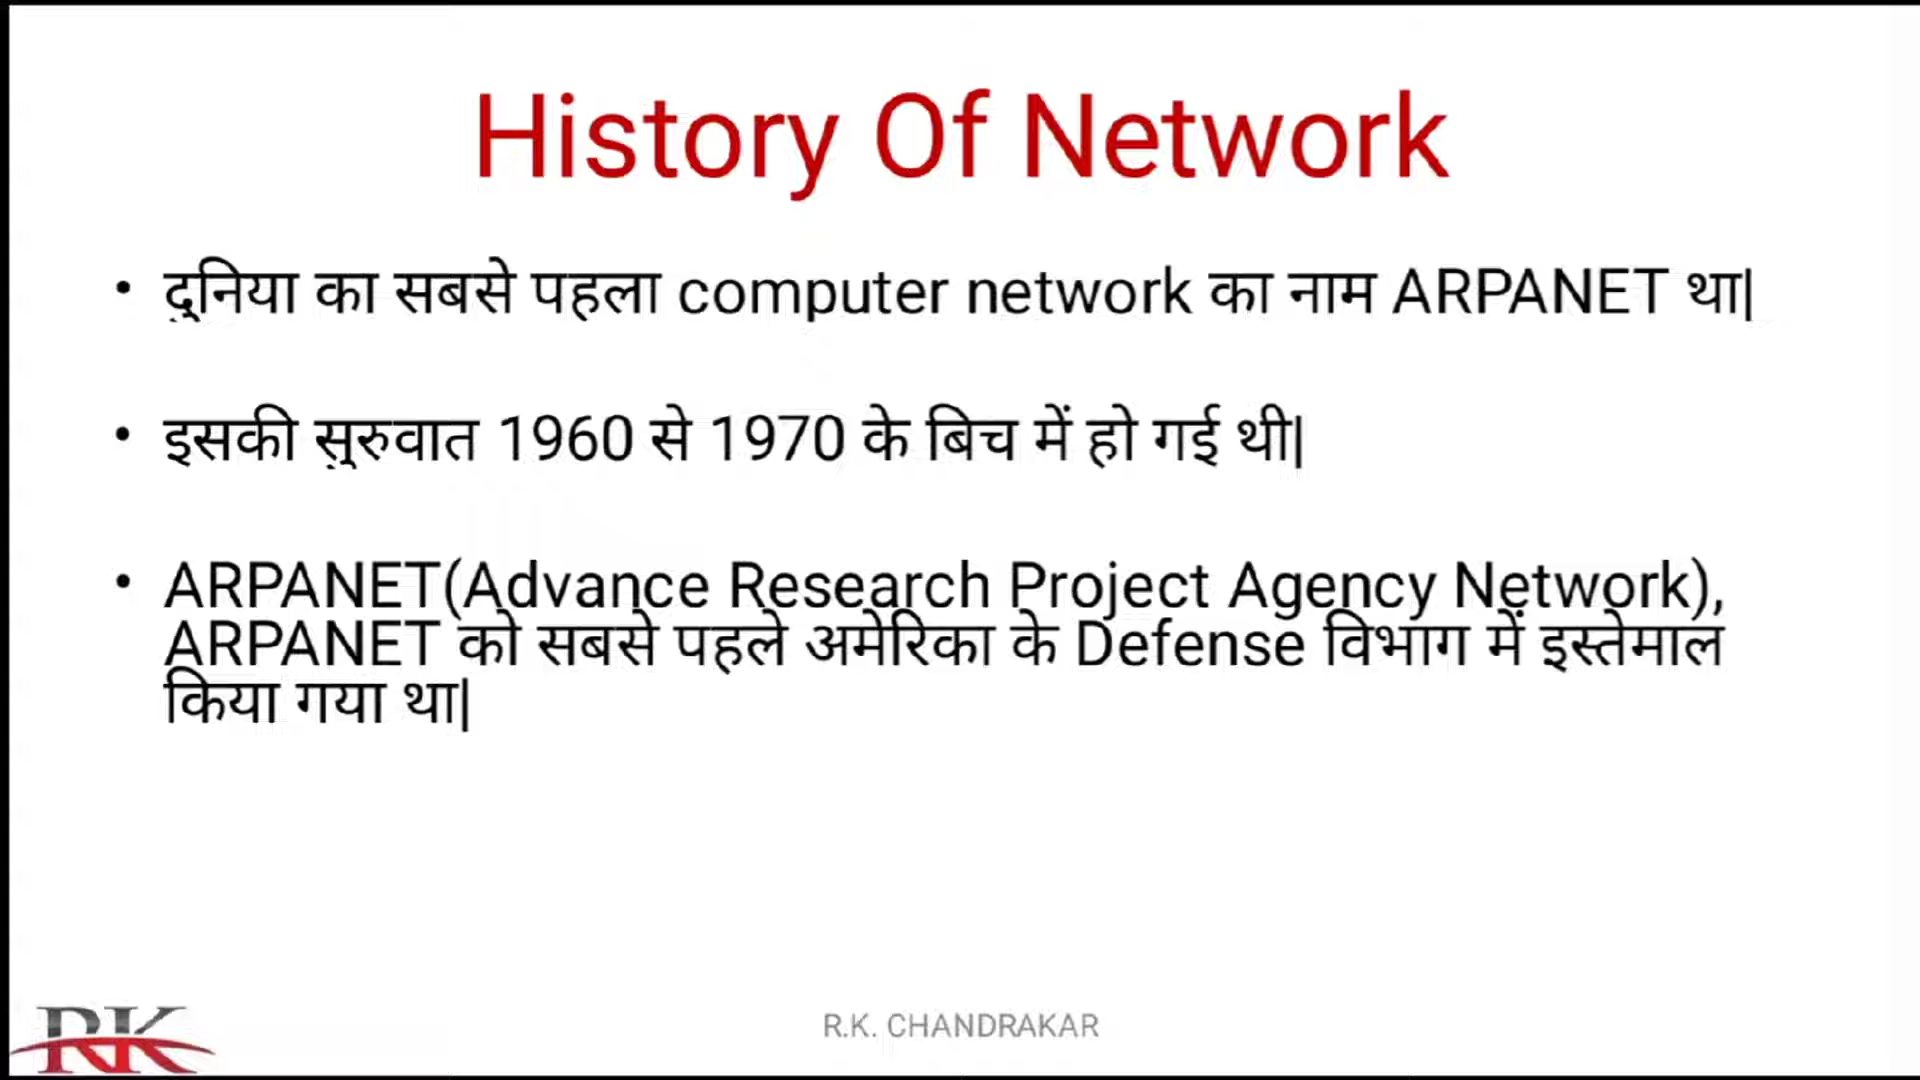 History Of Network
• दुनिया का सबसे पहला computer network का नाम ARPANET था|
• इसकी सुरुवात 1960 से 1970 के बिच में हो गई थी|
• ARPANET(Advance Research Project Agency Network),
ARPANET को सबसे पहले अमेरिका के Defense विभाग में इस्तेमाल
किया गया था|
RK
R.K. CHANDRAKAR